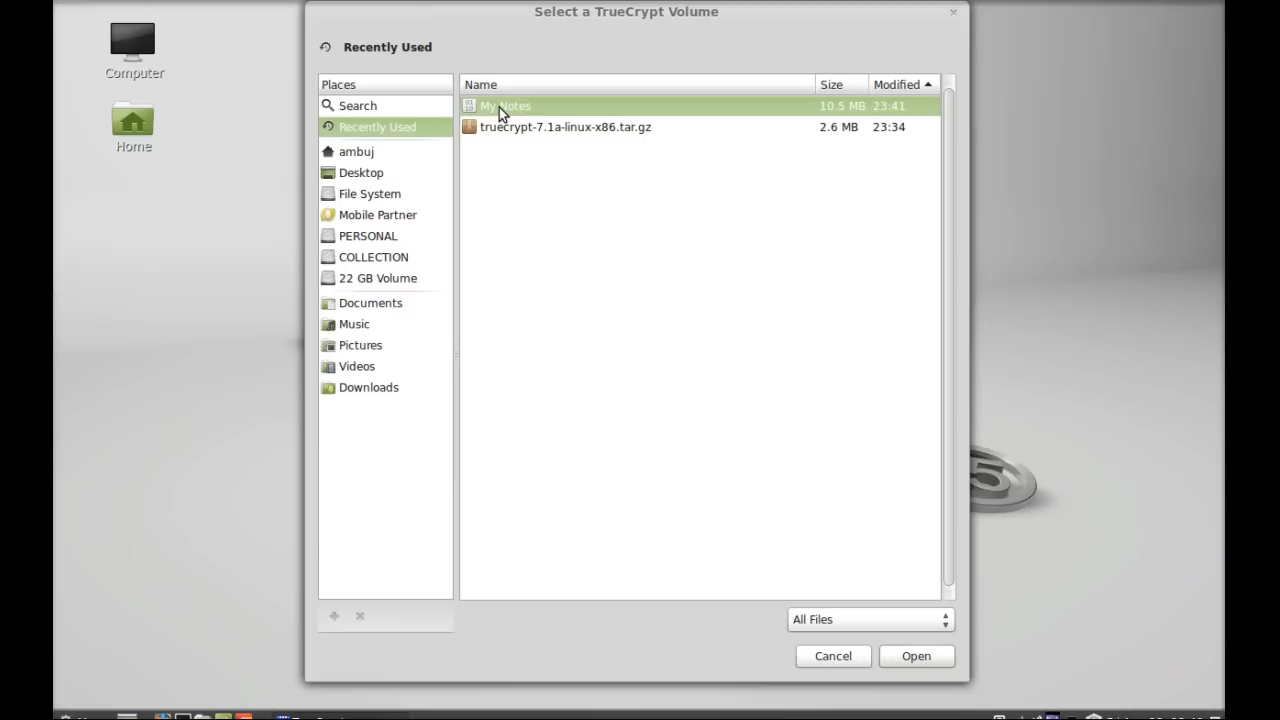 Select a TrueCrypt Volume
Computer
Home
Recently Used
Places
Search
Recently Used
ambuj
Desktop
File System
Mobile Partner
PERSONAL
COLLECTION
22 GB Volume
Documents
Music
Pictures
Videos
Downloads
Name Size Modified
My Notes 10.5 MB 23:41
truecrypt-7.1a-linux-x86.tar.gz 2.6 MB 23:34
5
All Files
Cancel Open